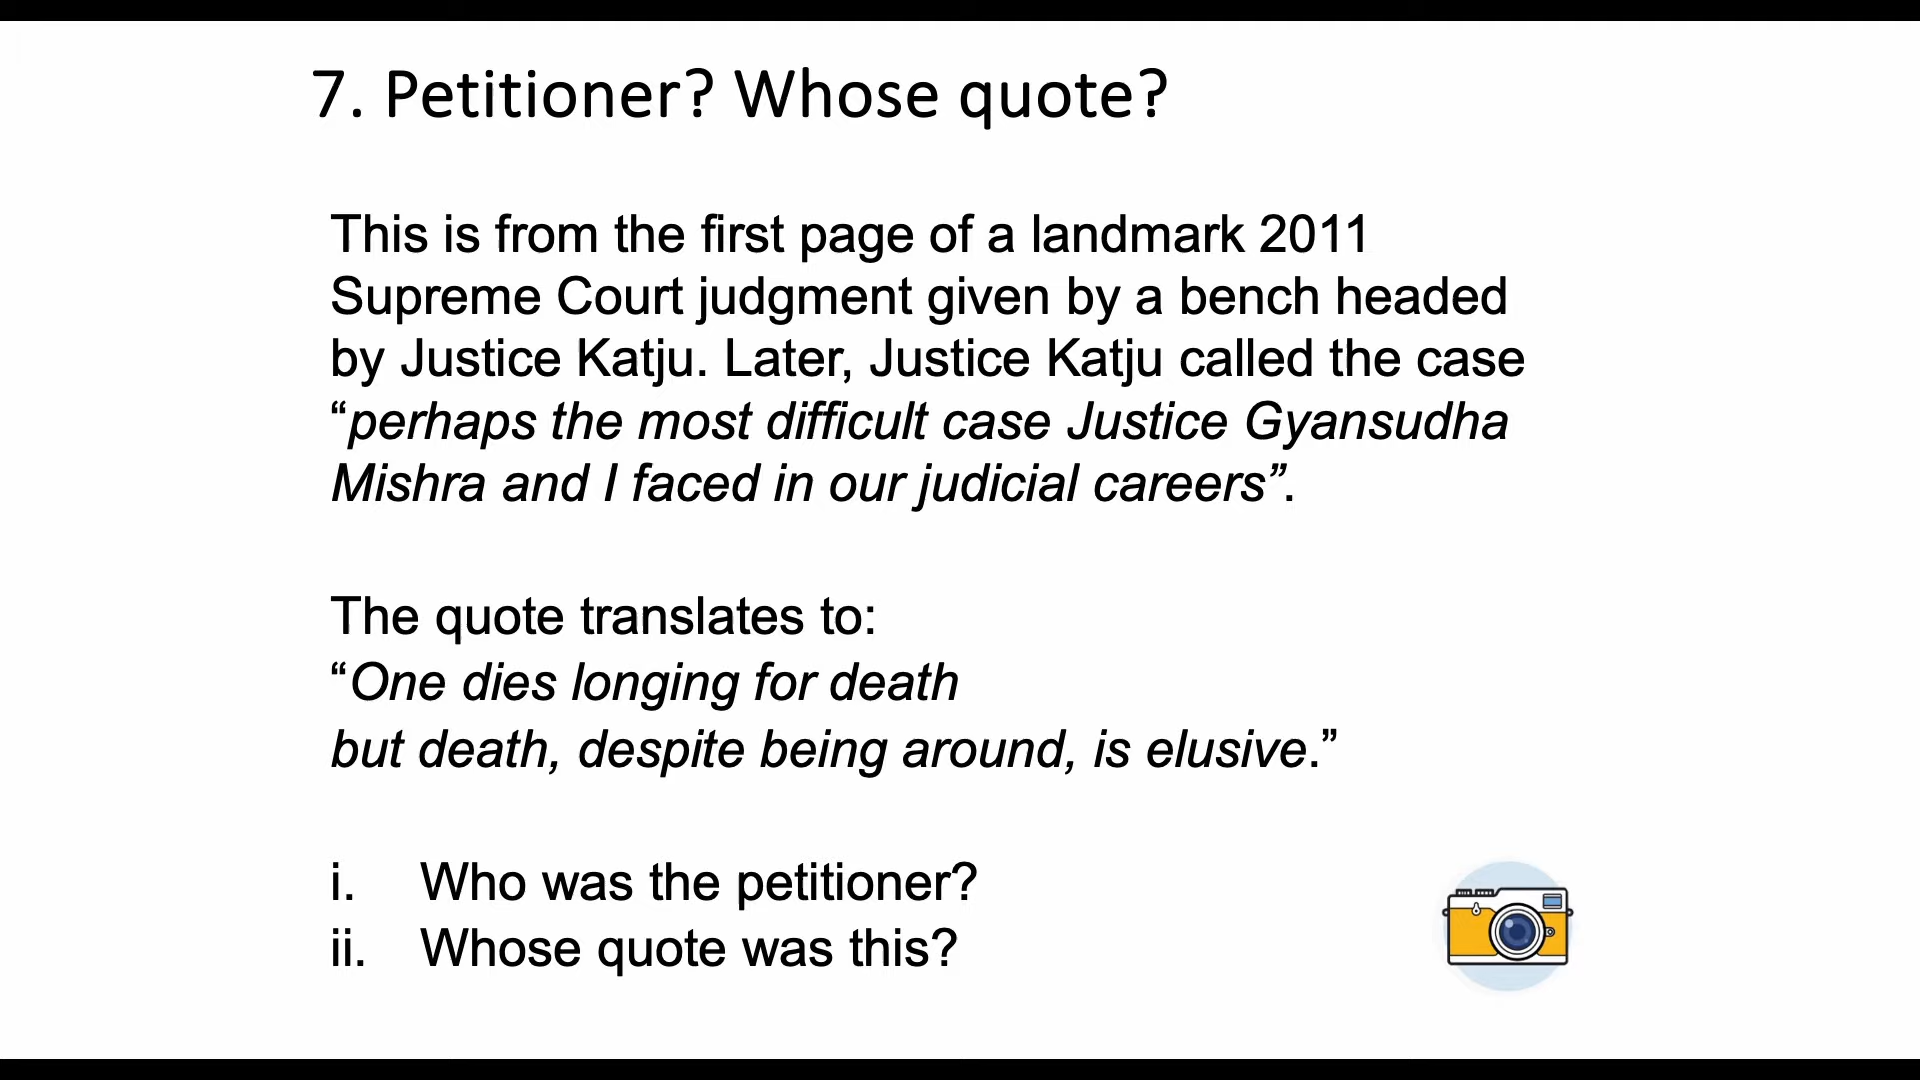 7. Petitioner? Whose quote?
This is from the first page of a landmark 2011
Supreme Court judgment given by a bench headed
by Justice Katju. Later, Justice Katju called the case
“perhaps the most difficult case Justice Gyansudha
Mishra and I faced in our judicial careers”.
The quote translates to:
“One dies longing for death
but death, despite being around, is elusive.”
i. Who was the petitioner?
ii. Whose quote was this?